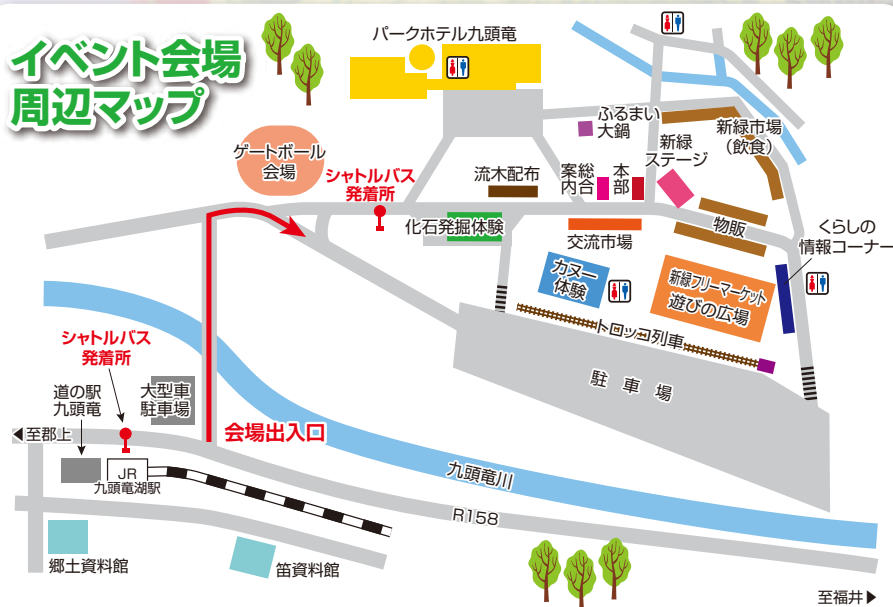 イベント会場
周辺マップ
パークホテル九頭竜
ゲートボール
会場
シャトルバス
発着所
流木配布
案内
総合
本部
ふるまい
大鍋
新緑
ステージ
新緑市場
(飲食)
化石発掘体験
交流市場
物販
くらしの
情報コーナー
カヌー
体験
新緑フリーマーケット
遊びの広場
トロッコ列車
駐車場
シャトルバス
発着所
道の駅
九頭竜
大型車
駐車場
◀至郡上
会場出入口
JR
九頭竜湖駅
九頭竜川
R158
郷土資料館
笛資料館
至福井▶